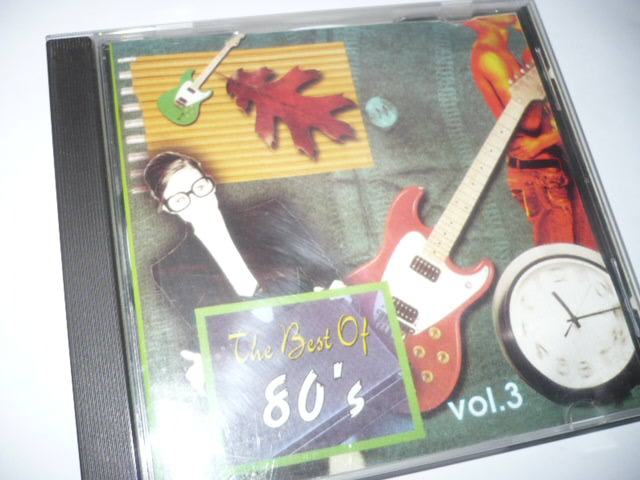 The Best Of
80's
vol.3